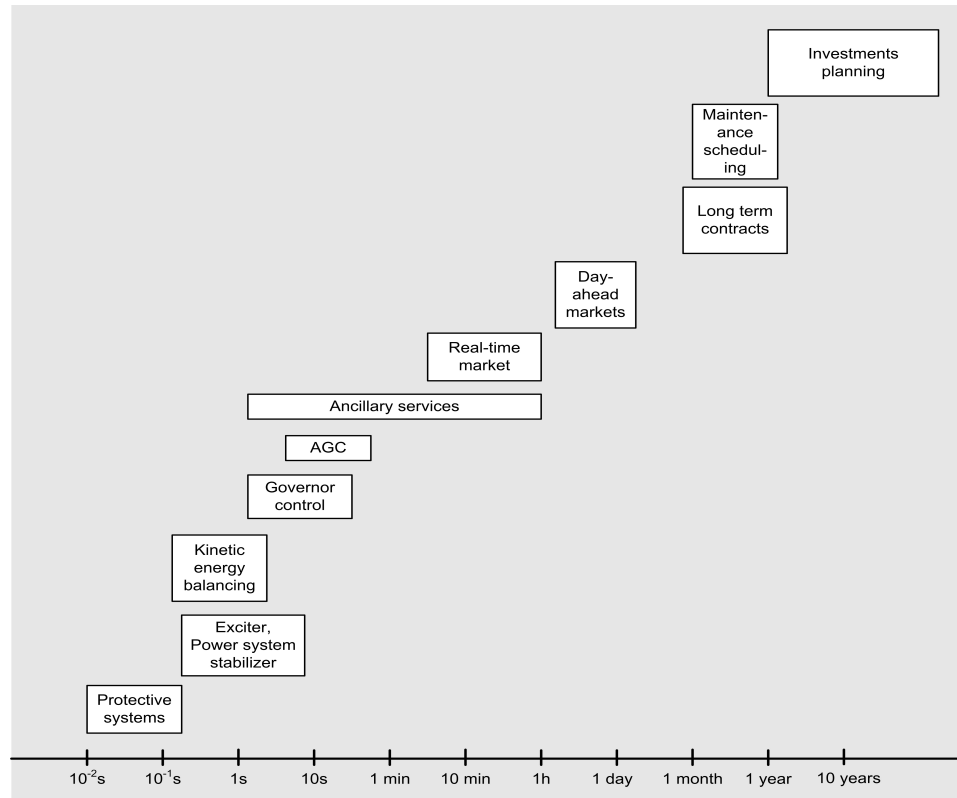 Investments
planning
Mainten-
ance
schedul-
ing
Long term
contracts
Day-
ahead
markets
Real-time
market
Ancillary services
AGC
Governor
control
Kinetic
energy
balancing
Exciter,
Power system
stabilizer
Protective
systems
10⁻²s 10⁻¹s 1s 10s 1 min 10 min 1h 1 day 1 month 1 year 10 years